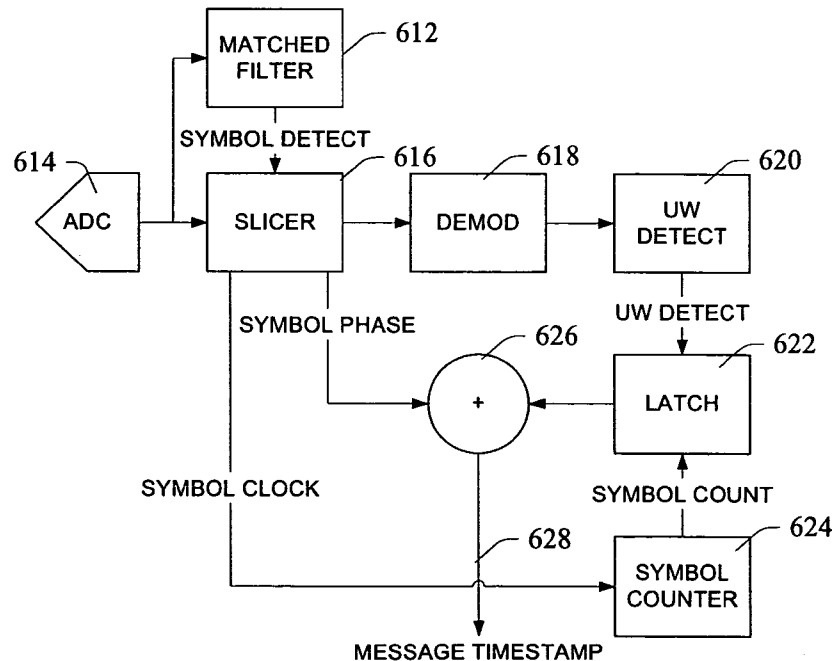 MATCHED
FILTER
612
SYMBOL DETECT
614
616
618
620
ADC
SLICER
DEMOD
UW
DETECT
SYMBOL PHASE
UW DETECT
626
622
+
LATCH
SYMBOL CLOCK
SYMBOL COUNT
628
624
SYMBOL
COUNTER
MESSAGE TIMESTAMP